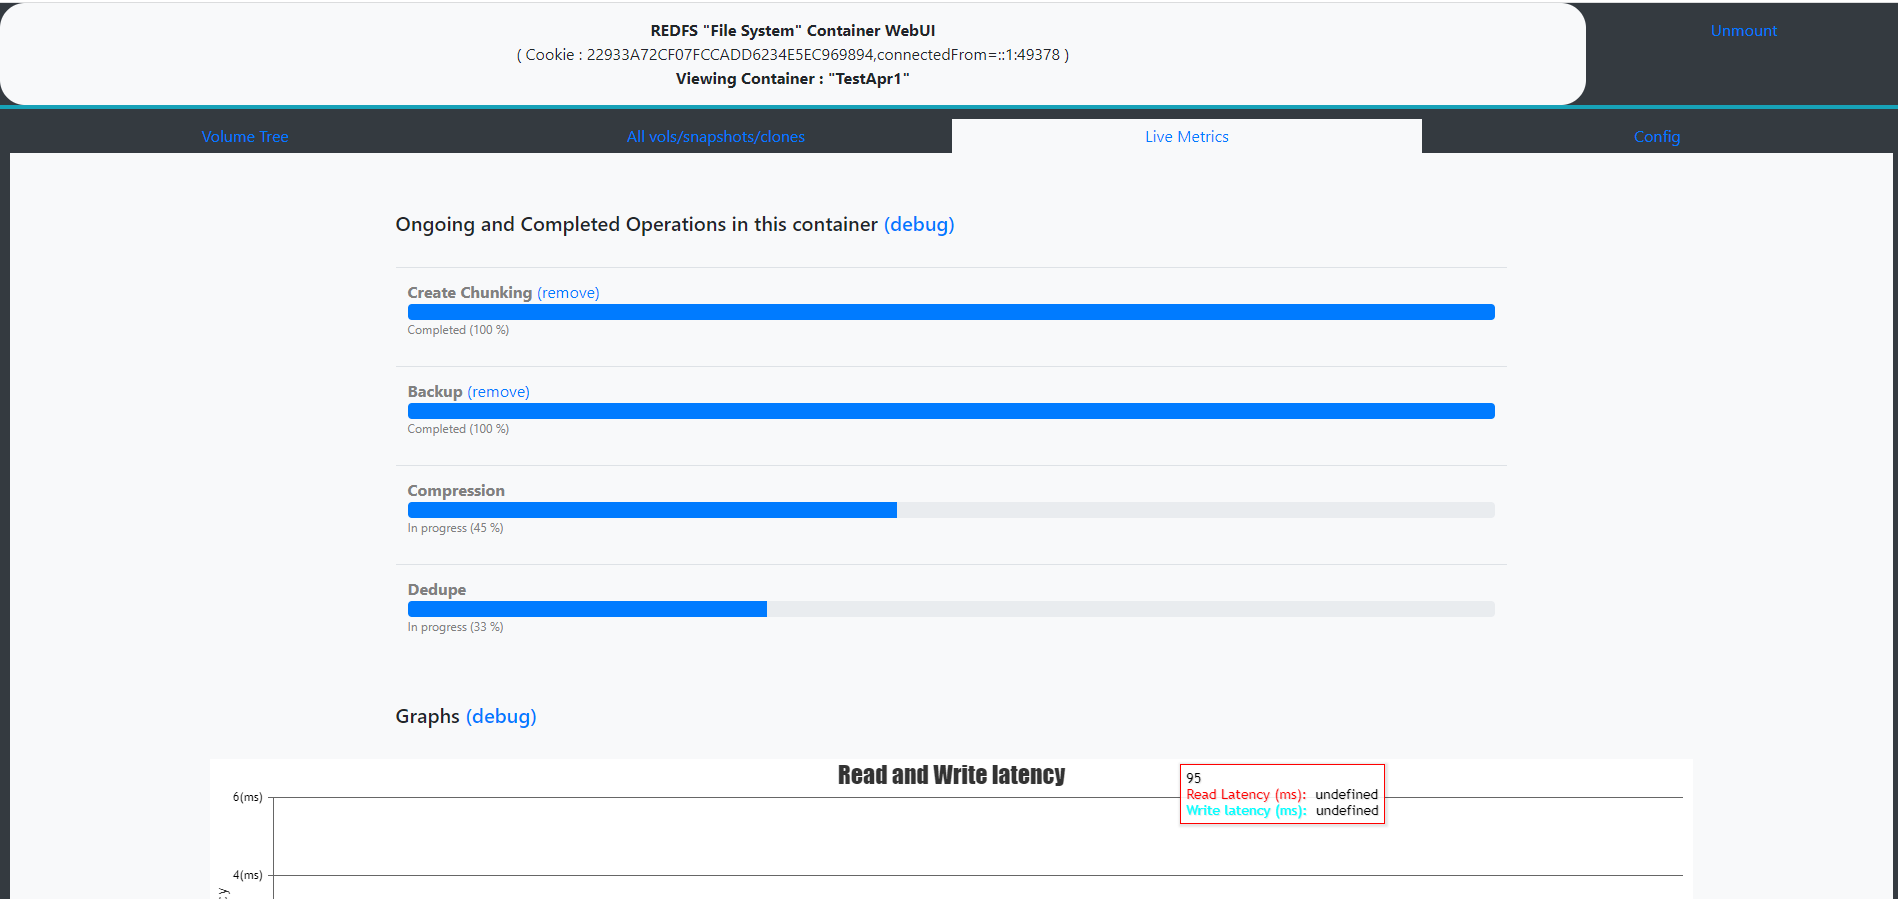 REDFS "File System" Container WebUI
( Cookie : 22933A72CF07FCCADD6234E5EC969894,connectedFrom=::1:49378 )
Viewing Container : "TestApr1"
Unmount
Volume Tree
All vols/snapshots/clones
Live Metrics
Config
Ongoing and Completed Operations in this container (debug)
Create Chunking (remove)
Completed (100 %)
Backup (remove)
Completed (100 %)
Compression
In progress (45 %)
Dedupe
In progress (33 %)
Graphs (debug)
Read and Write latency
95
Read Latency (ms): undefined
Write latency (ms): undefined
6(ms)
4(ms)